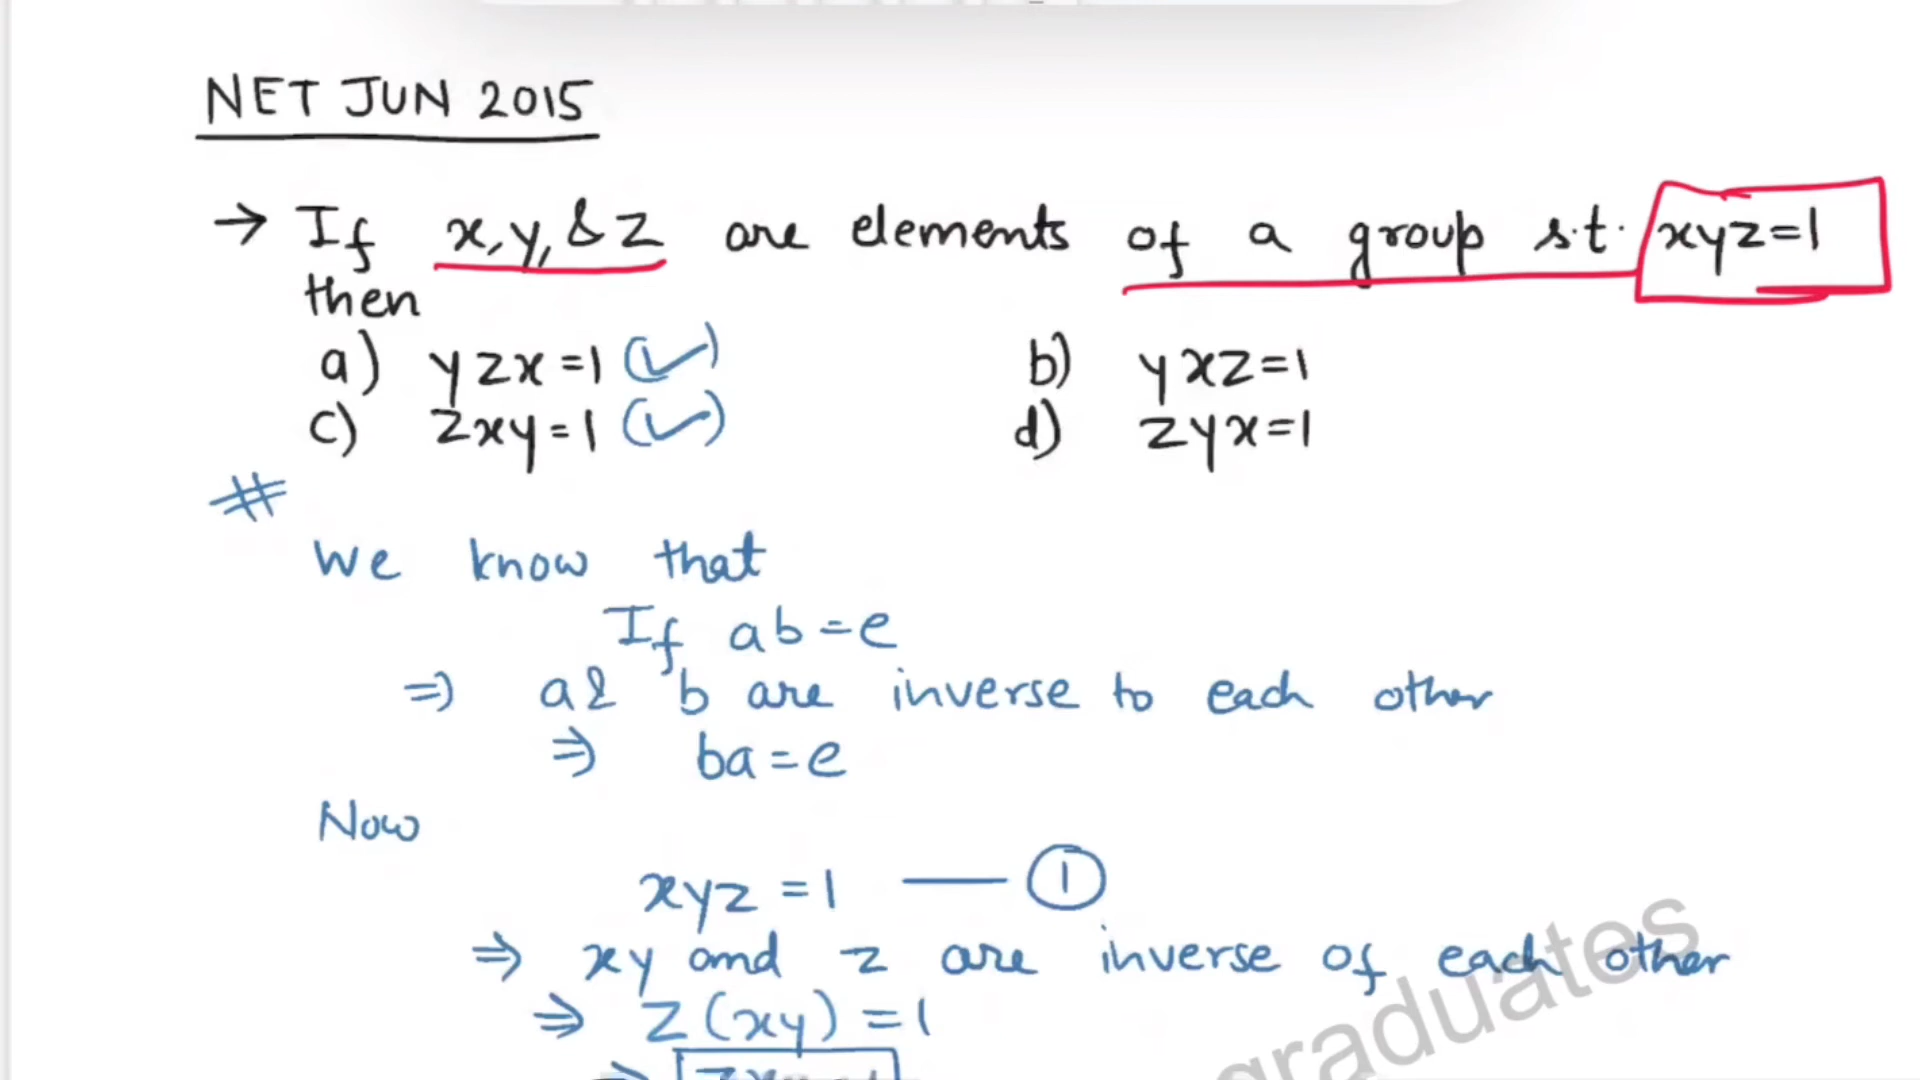 NET JUN 2015
→ If x, y, & z are elements of a group s.t. xyz=1
then
a) yzx=1 (✓) b) yxz=1
c) zxy=1 (✓) d) zyx=1
#
We know that
If ab=e
⇒ a & b are inverse to each other
⇒ ba=e
Now
xyz=1 — ①
⇒ xy and z are inverse of each other
⇒ z(xy)=1
graduates